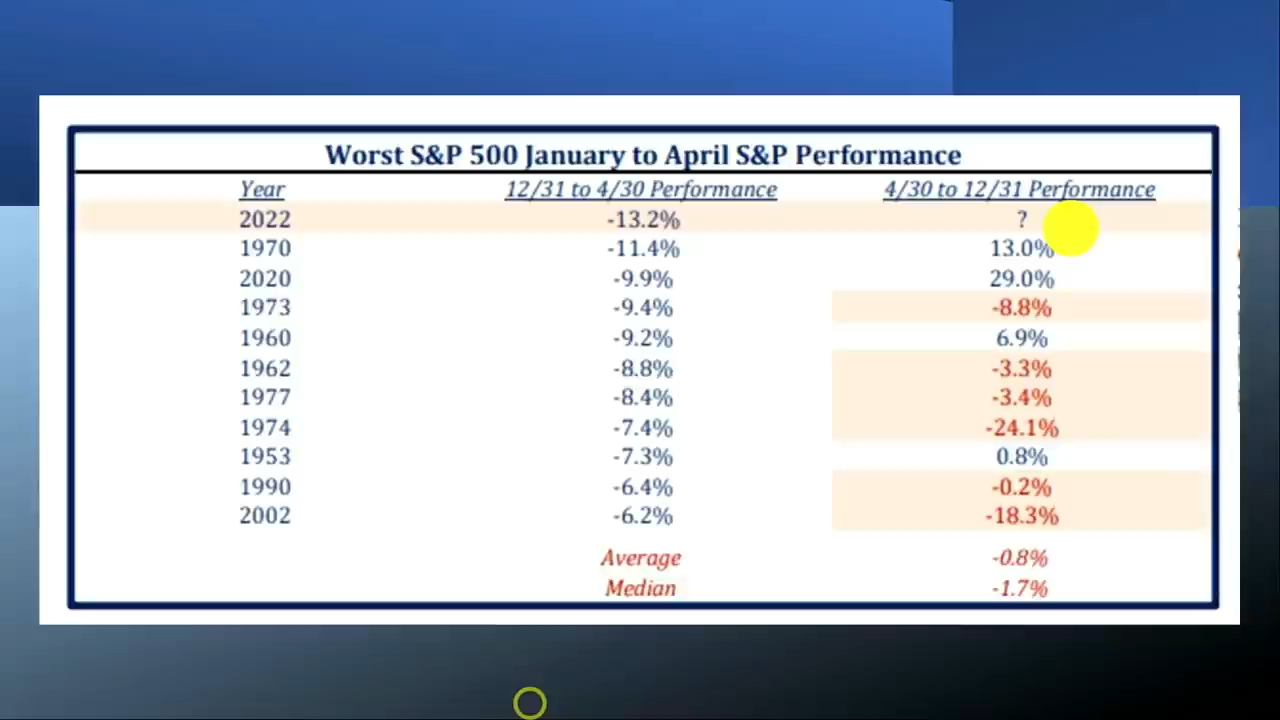 Worst S&P 500 January to April S&P Performance
Year 12/31 to 4/30 Performance 4/30 to 12/31 Performance
2022 -13.2% ?
1970 -11.4% 13.0%
2020 -9.9% 29.0%
1973 -9.4% -8.8%
1960 -9.2% 6.9%
1962 -8.8% -3.3%
1977 -8.4% -3.4%
1974 -7.4% -24.1%
1953 -7.3% 0.8%
1990 -6.4% -0.2%
2002 -6.2% -18.3%
Average -0.8%
Median -1.7%